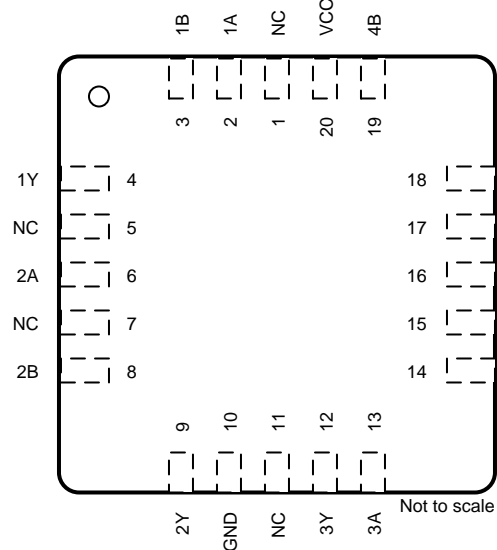 1B 1A NC VCC 4B
3 2 1 20 19
1Y 4 18
NC 5 17
2A 6 16
NC 7 15
2B 8 14
9 10 11 12 13
2Y GND NC 3Y 3A
Not to scale